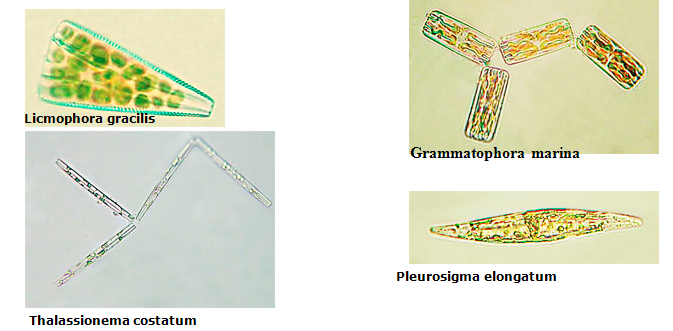 Licmophora gracilis
Grammatophora marina
Pleurosigma elongatum
Thalassionema costatum